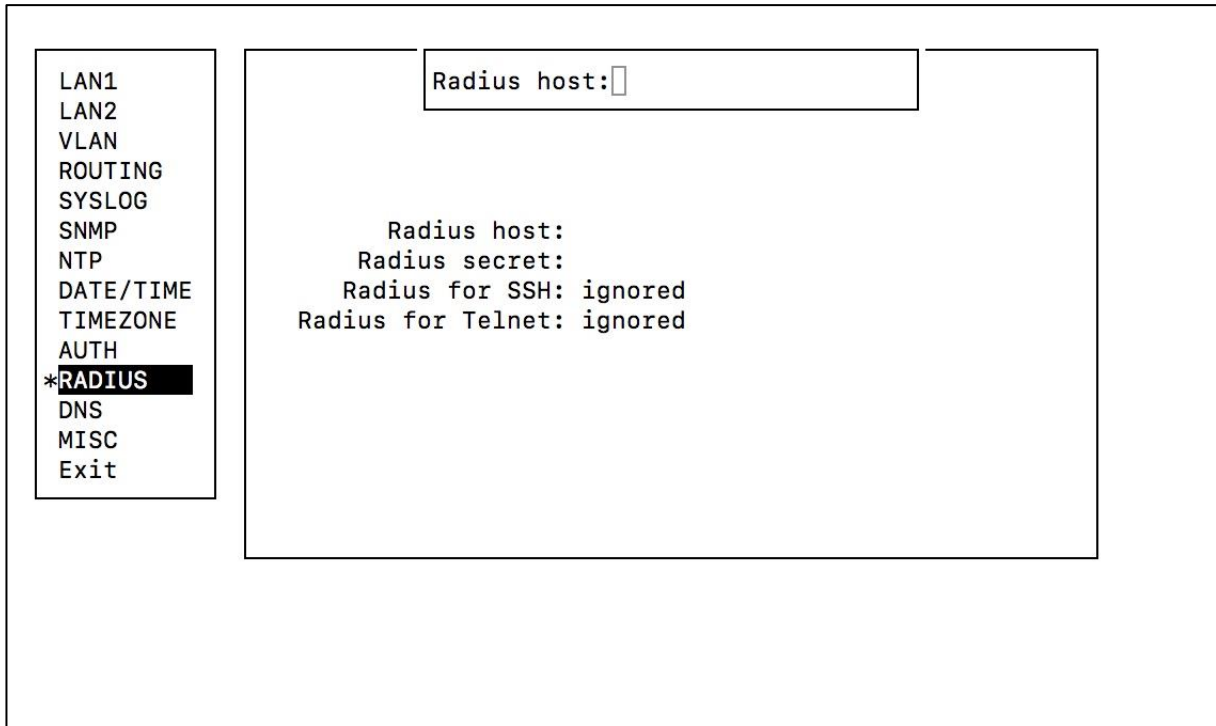 LAN1
LAN2
VLAN
ROUTING
SYSLOG
SNMP
NTP
DATE/TIME
TIMEZONE
AUTH
*RADIUS
DNS
MISC
Exit
Radius host:
Radius host:
Radius secret:
Radius for SSH: ignored
Radius for Telnet: ignored